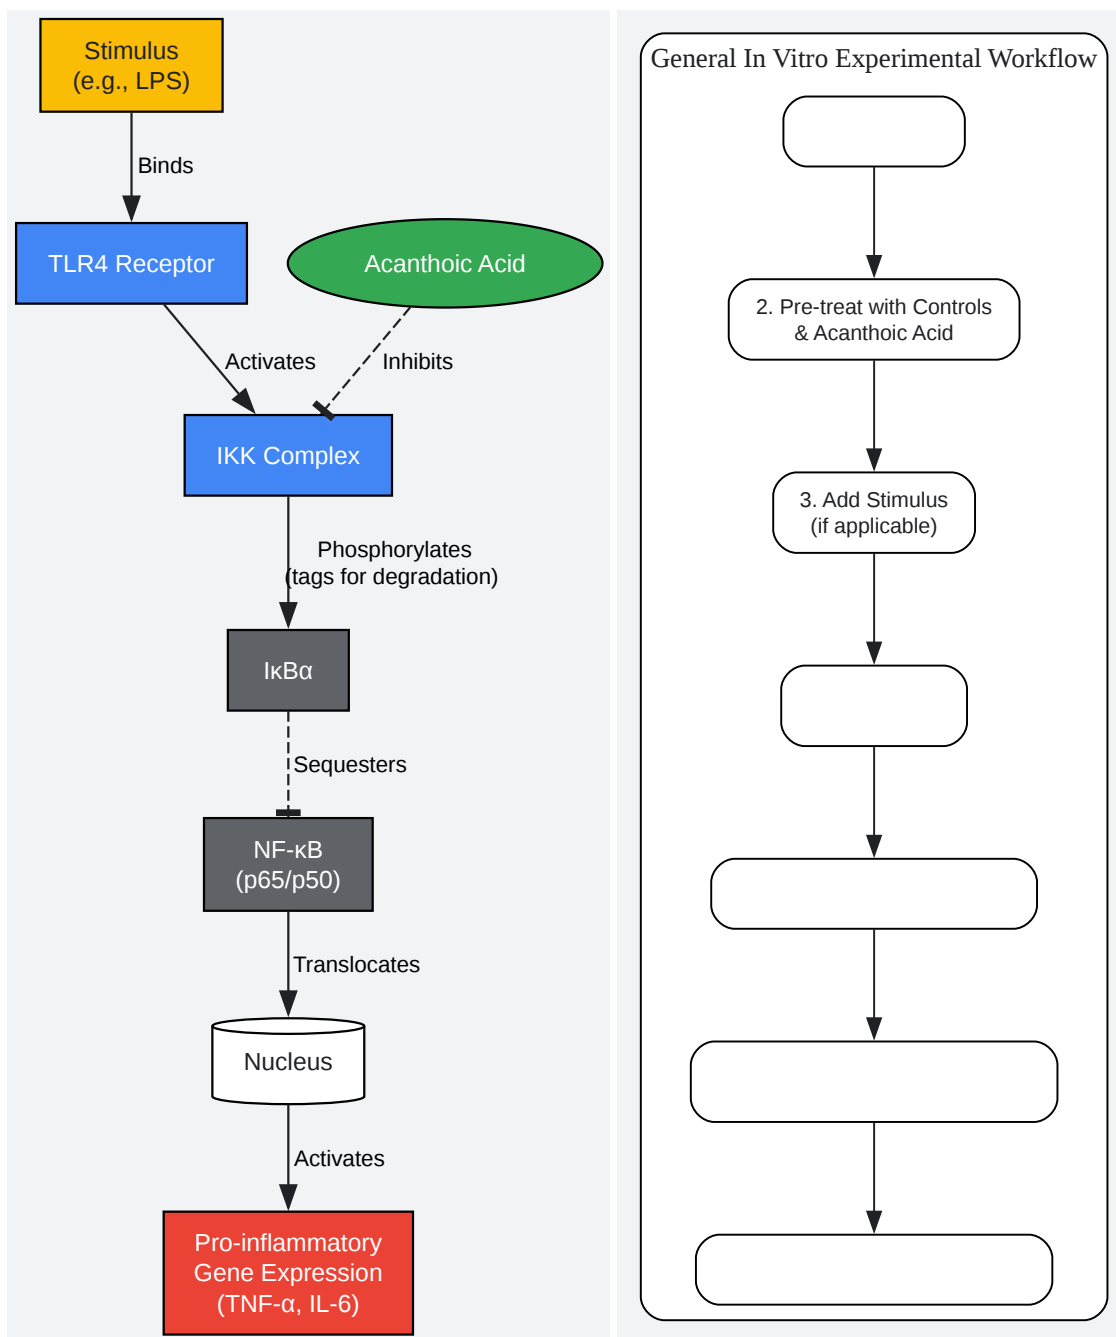 Stimulus
(e.g., LPS)
Binds
TLR4 Receptor
Acanthoic Acid
Activates
Inhibits
IKK Complex
Phosphorylates
(tags for degradation)
IκBα
Sequesters
NF-κB
(p65/p50)
Translocates
Nucleus
Activates
Pro-inflammatory
Gene Expression
(TNF-α, IL-6)
General In Vitro Experimental Workflow
2. Pre-treat with Controls
& Acanthoic Acid
3. Add Stimulus
(if applicable)